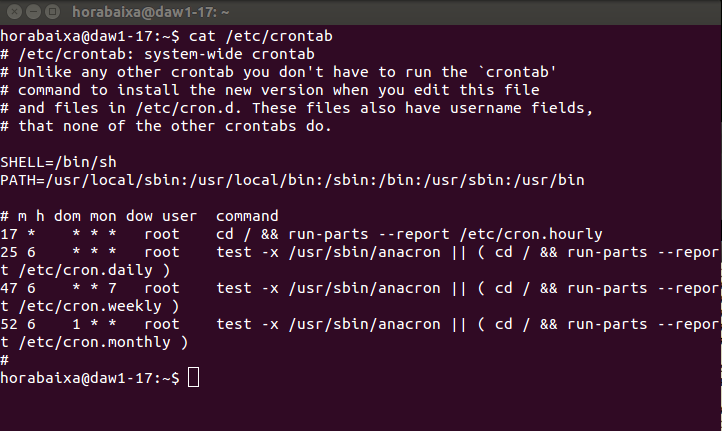 horabaixa@daw1-17: ~
horabaixa@daw1-17:~$ cat /etc/crontab
# /etc/crontab: system-wide crontab
# Unlike any other crontab you don't have to run the `crontab'
# command to install the new version when you edit this file
# and files in /etc/cron.d. These files also have username fields,
# that none of the other crontabs do.

SHELL=/bin/sh
PATH=/usr/local/sbin:/usr/local/bin:/sbin:/bin:/usr/sbin:/usr/bin

# m h dom mon dow user  command
17 *    * * *   root    cd / && run-parts --report /etc/cron.hourly
25 6    * * *   root    test -x /usr/sbin/anacron || ( cd / && run-parts --repor
t /etc/cron.daily )
47 6    * * 7   root    test -x /usr/sbin/anacron || ( cd / && run-parts --repor
t /etc/cron.weekly )
52 6    1 * *   root    test -x /usr/sbin/anacron || ( cd / && run-parts --repor
t /etc/cron.monthly )
#
horabaixa@daw1-17:~$